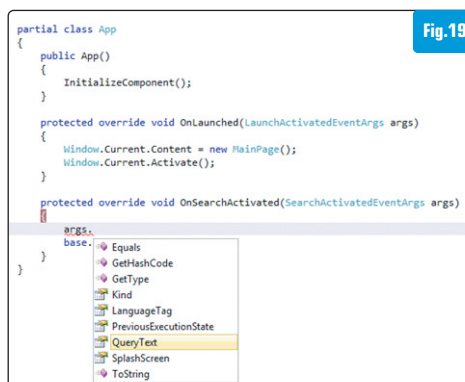 Fig.19
partial class App
{
    public App()
    {
        InitializeComponent();
    }

    protected override void OnLaunched(LaunchActivatedEventArgs args)
    {
        Window.Current.Content = new MainPage();
        Window.Current.Activate();
    }

    protected override void OnSearchActivated(SearchActivatedEventArgs args)
    {
        args.
        base.
    }
}
Equals
GetHashCode
GetType
Kind
LanguageTag
PreviousExecutionState
QueryText
SplashScreen
ToString